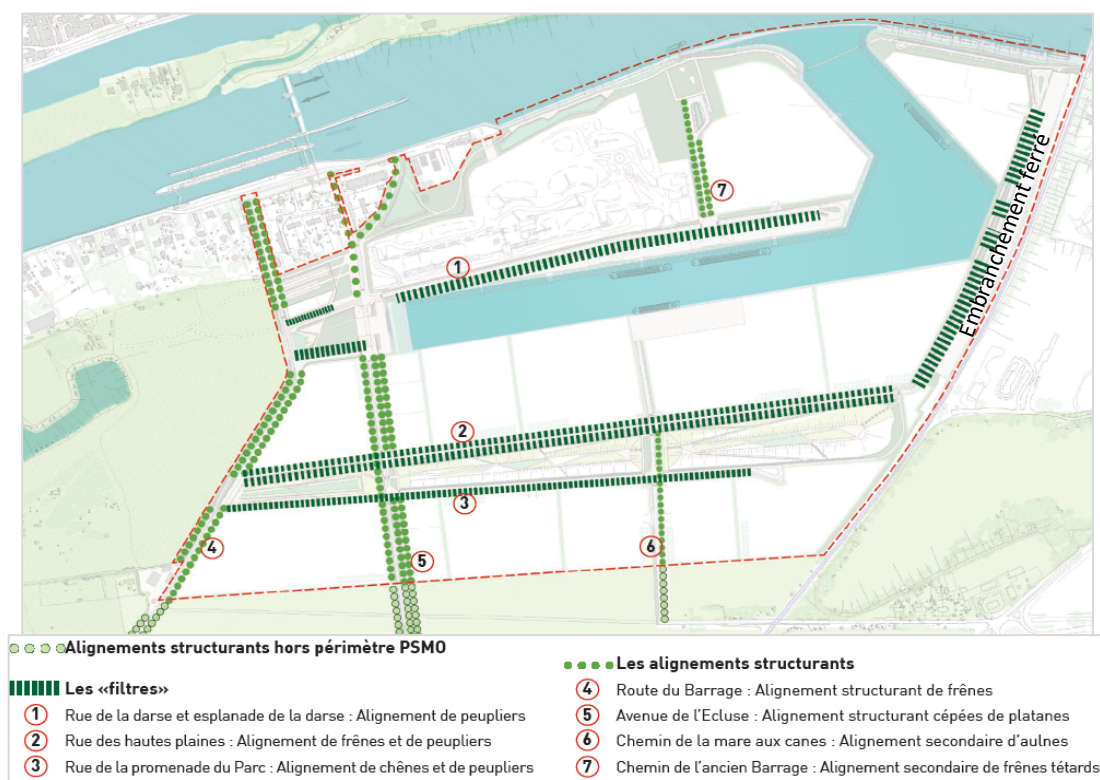 1
7
Embranchement ferré
2
3
4
5
6
Alignements structurants hors périmètre PSMO
Les «filtres»
1 Rue de la darse et esplanade de la darse : Alignement de peupliers
2 Rue des hautes plaines : Alignement de frênes et de peupliers
3 Rue de la promenade du Parc : Alignement de chênes et de peupliers
Les alignements structurants
4 Route du Barrage : Alignement structurant de frênes
5 Avenue de l'Ecluse : Alignement structurant cépées de platanes
6 Chemin de la mare aux canes : Alignement secondaire d'aulnes
7 Chemin de l'ancien Barrage : Alignement secondaire de frênes tétards